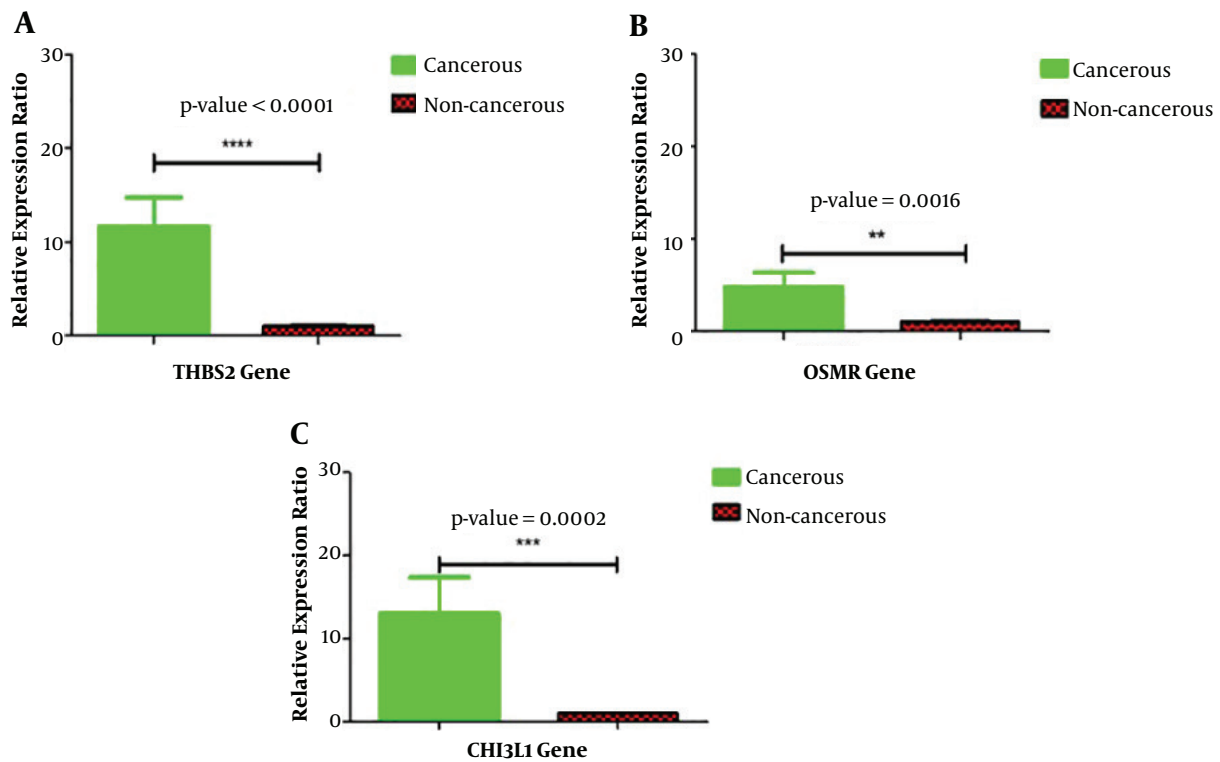 A
30
20
10
0
Relative Expression Ratio
Cancerous
Non-cancerous
p-value < 0.0001
****
THBS2 Gene
B
30
20
10
0
Relative Expression Ratio
Cancerous
Non-cancerous
p-value = 0.0016
**
OSMR Gene
C
30
20
10
0
Relative Expression Ratio
Cancerous
Non-cancerous
p-value = 0.0002
***
CHI3L1 Gene